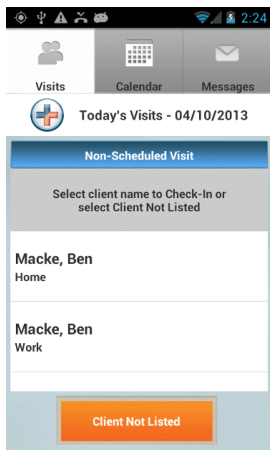 2:24
Visits
Calendar
Messages
Today's Visits - 04/10/2013
Non-Scheduled Visit
Select client name to Check-In or
select Client Not Listed
Macke, Ben
Home
Macke, Ben
Work
Client Not Listed